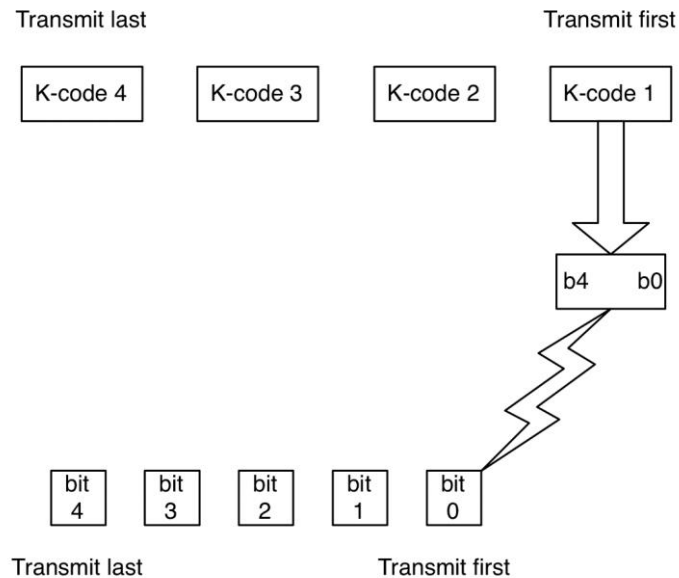 Transmit last
Transmit first
K-code 4
K-code 3
K-code 2
K-code 1
b4
b0
bit
4
bit
3
bit
2
bit
1
bit
0
Transmit last
Transmit first